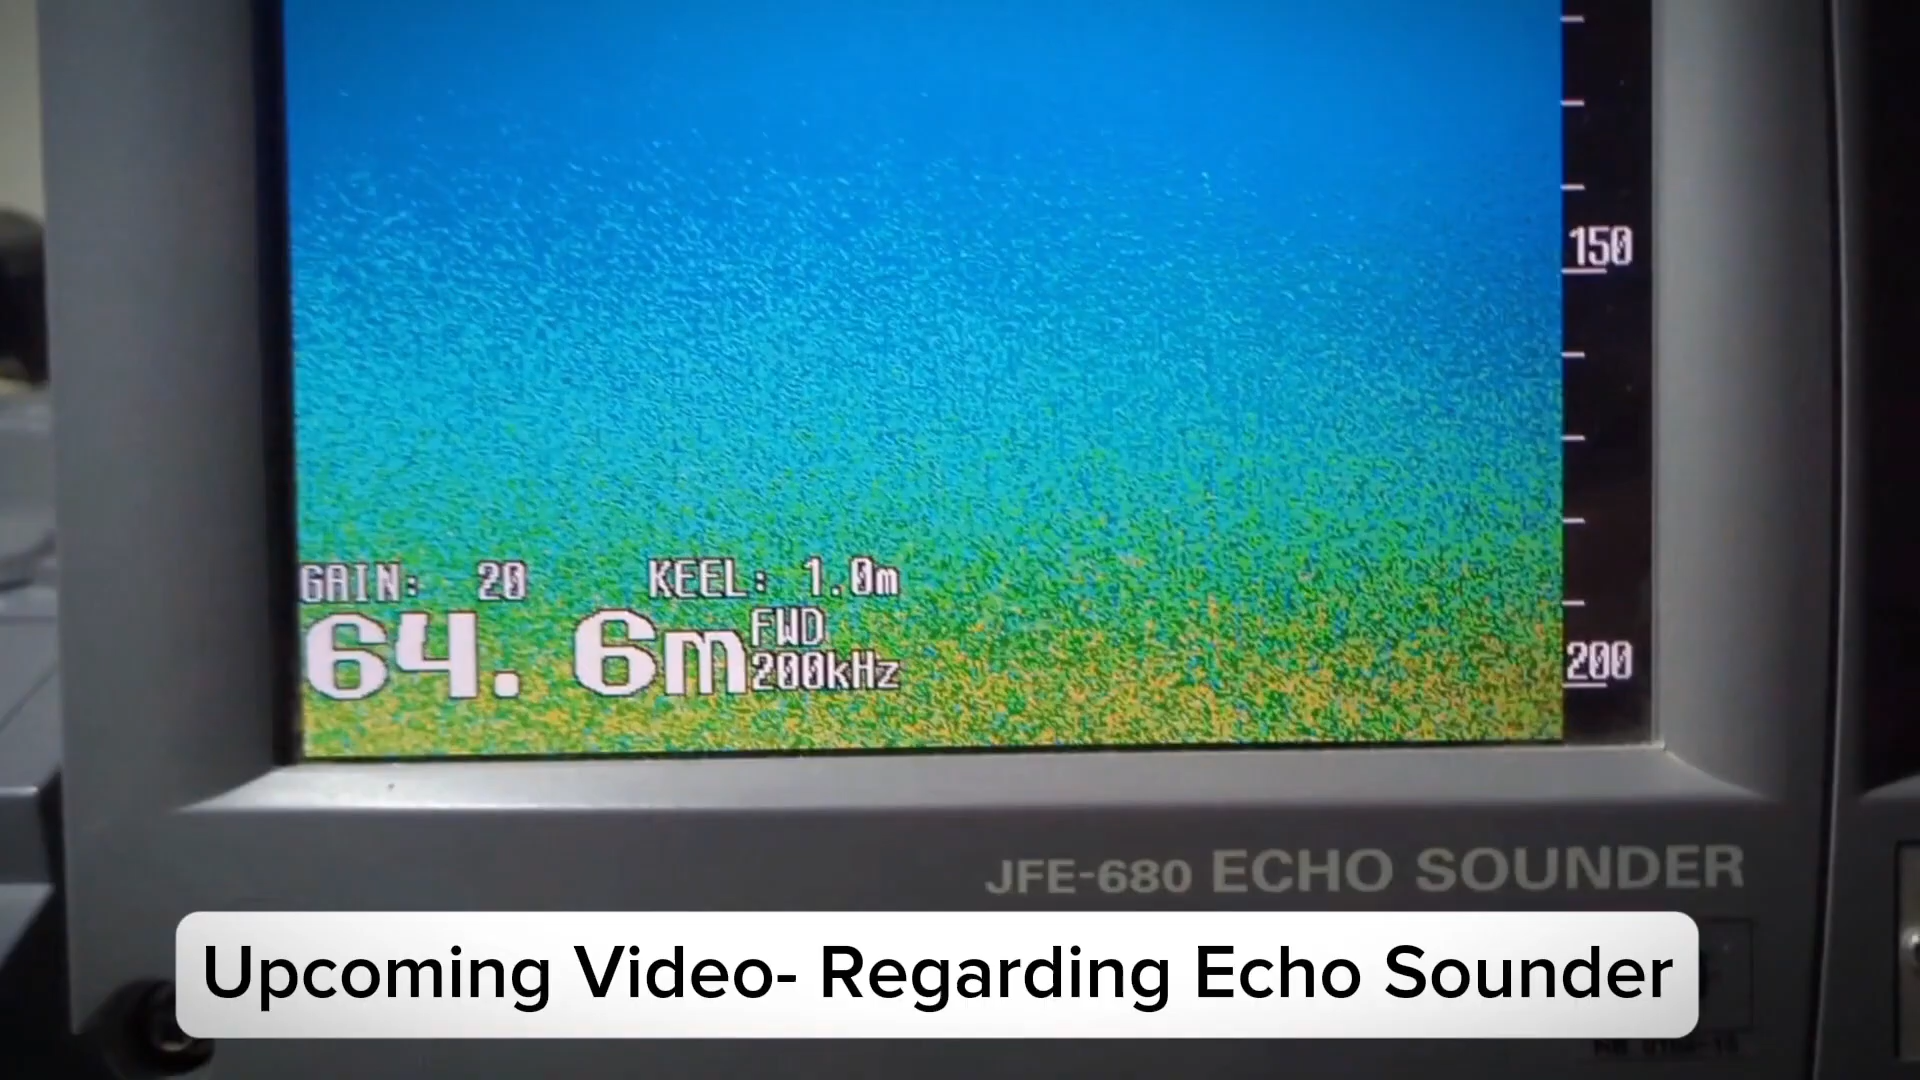 150
GAIN: 20 KEEL: 1.0m
64.6m FWD
200kHz
200
JFE-680 ECHO SOUNDER
Upcoming Video- Regarding Echo Sounder